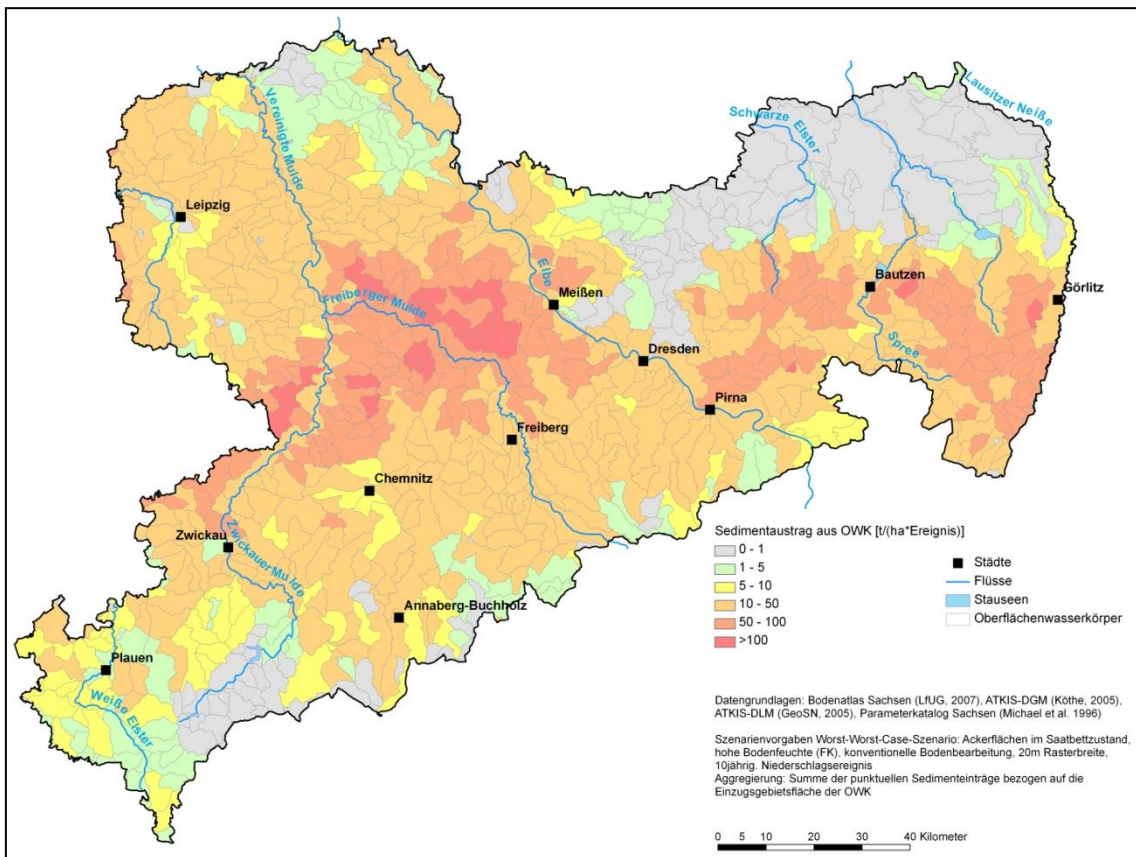 Vereinigte Mulde
Schwarze Elster
Lausitzer Neiße
Leipzig
Elbe
Meißen
Bautzen
Görlitz
Freiberger Mulde
Spree
Dresden
Pirna
Freiberg
Chemnitz
Zwickau
Zwickauer Mulde
Annaberg-Buchholz
Plauen
Weiße Elster
Sedimentaustrag aus OWK [t/(ha*Ereignis)]
0 - 1
1 - 5
5 - 10
10 - 50
50 - 100
>100
Städte
Flüsse
Stauseen
Oberflächenwasserkörper
Datengrundlagen: Bodenatlas Sachsen (LfUG, 2007), ATKIS-DGM (Köthe, 2005),
ATKIS-DLM (GeoSN, 2005), Parameterkatalog Sachsen (Michael et al. 1996)
Szenarienvorgaben Worst-Worst-Case-Szenario: Ackerflächen im Saatbettzustand,
hohe Bodenfeuchte (FK), konventionelle Bodenbearbeitung, 20m Rasterbreite,
10jährig. Niederschlagsereignis
Aggregierung: Summe der punktuellen Sedimenteinträge bezogen auf die
Einzugsgebietsfläche der OWK
0 5 10 20 30 40 Kilometer